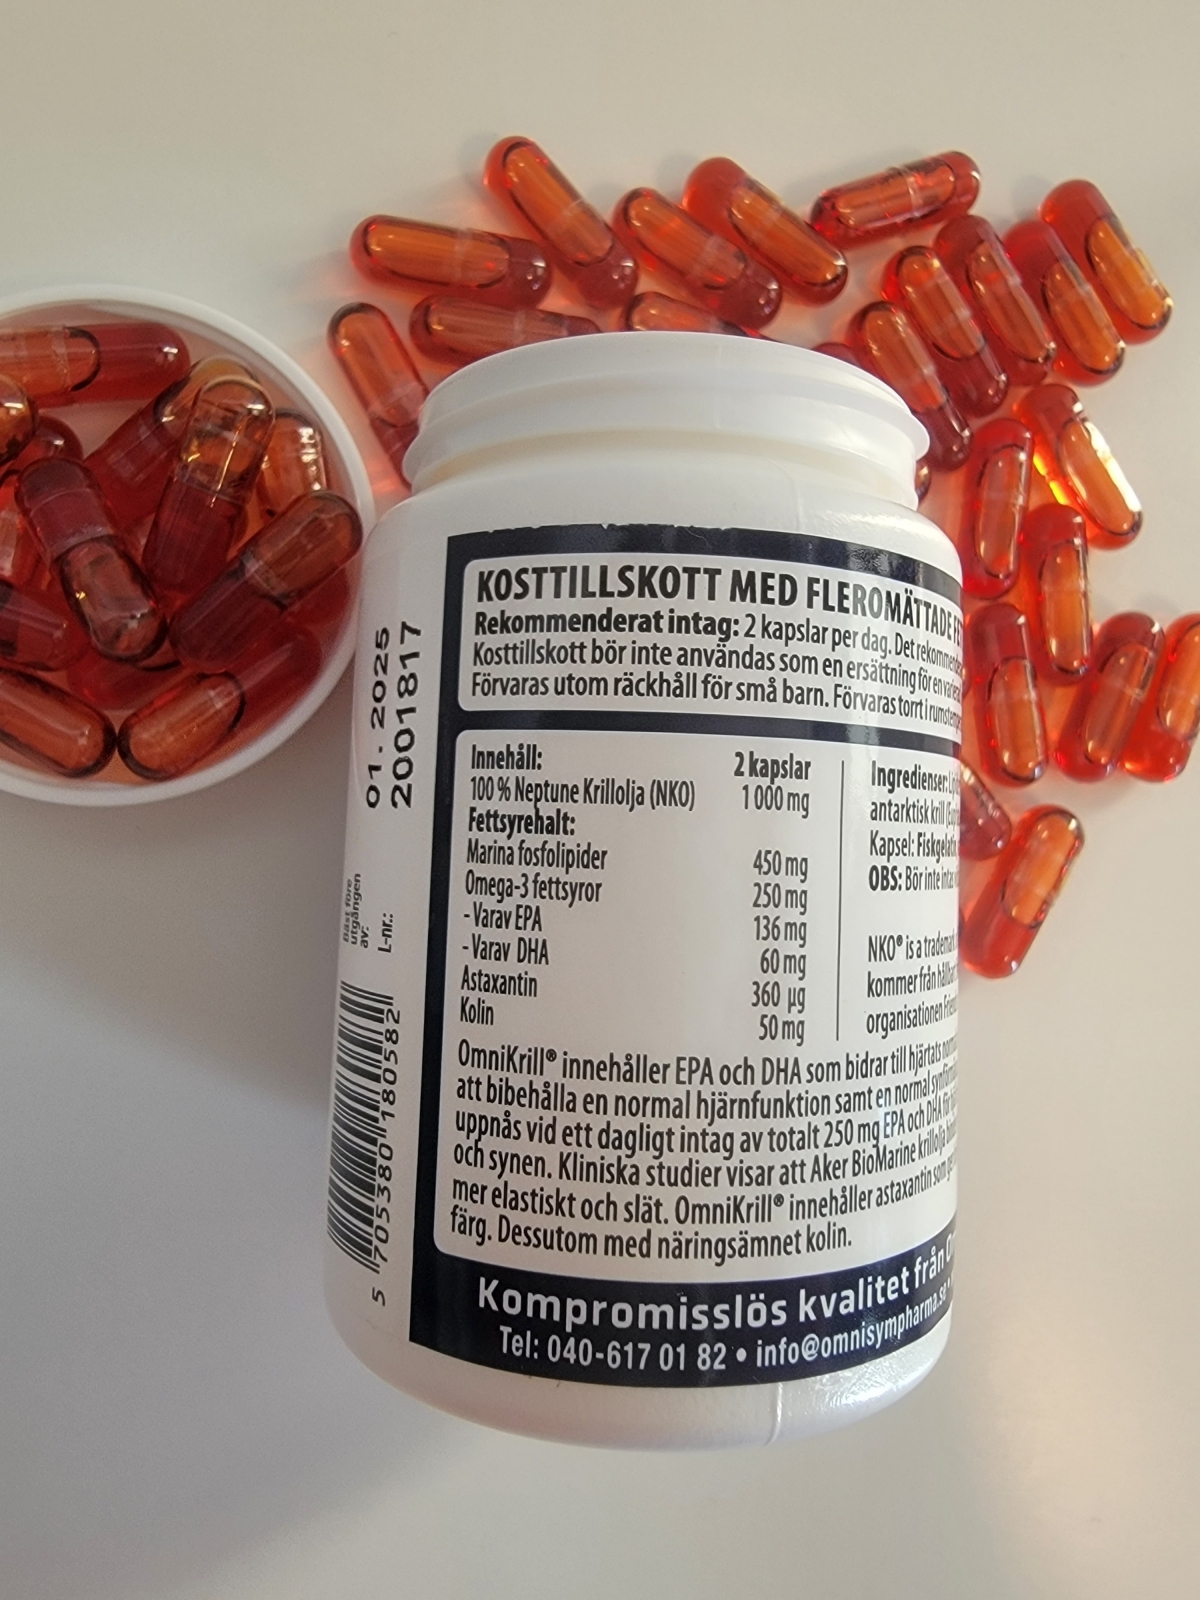 KOSTTILLSKOTT MED FLEROMÄTTADE
Rekommenderat intag: 2 kapslar per dag. Det
Kosttillskott bör inte användas som en ersättning för en
Förvaras utom räckhåll för små barn. Förvaras torrt i
Innehåll: 2 kapslar
100 % Neptune Krillolja (NKO) 1 000 mg
Fettsyrehalt:
Marina fosfolipider 450 mg
Omega-3 fettsyror 250 mg
- Varav EPA 136 mg
- Varav DHA 60 mg
Astaxantin 360 µg
Kolin 50 mg
Ingredienser:
antarktisk krill
Kapsel: Fiskgelatin,
OBS: Bör inte intas
NKO® is a trademark
kommer från
organisationen
OmniKrill® innehåller EPA och DHA som bidrar till hjärtats
att bibehålla en normal hjärnfunktion samt en normal
uppnås vid ett dagligt intag av totalt 250 mg EPA och DHA för
och synen. Kliniska studier visar att Aker BioMarine krillolja
mer elastiskt och slät. OmniKrill® innehåller astaxantin som
färg. Dessutom med näringsämnet kolin.
Kompromisslös kvalitet från
Tel: 040-617 01 82 • info@omnisympharma.se •
Bäst före
utgången
av: 01.2025
L-nr.: 2001817
5 705380 180582